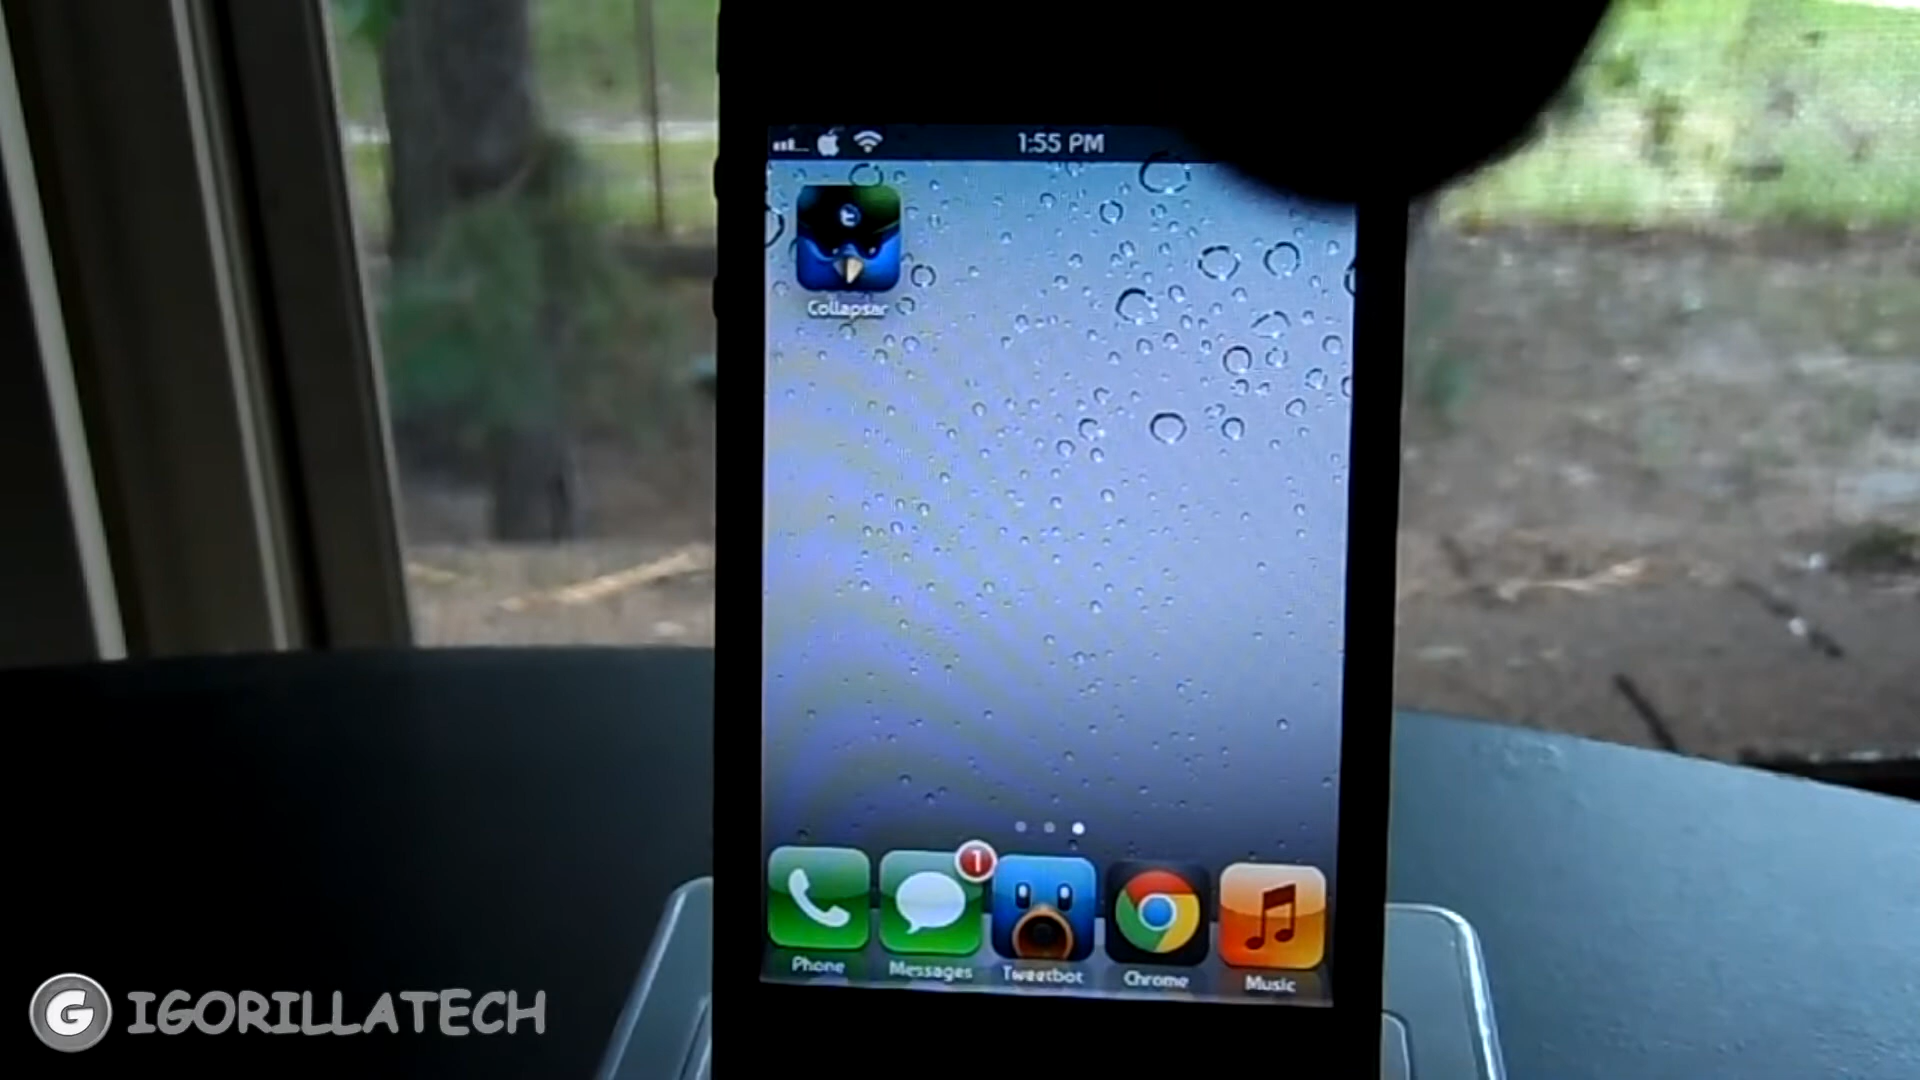 1:55 PM
Collapsar
1
Phone Messages Tweetbot Chrome Music
G IGORILLATECH